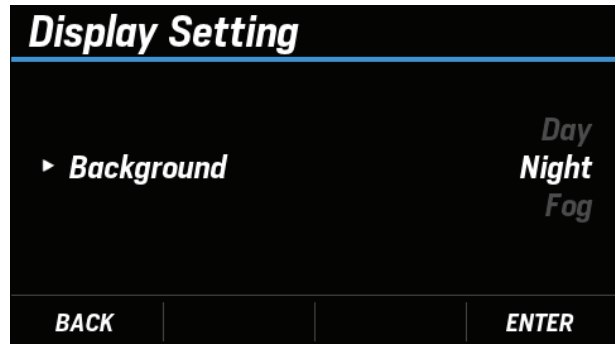 Display Setting
Day
Background Night
Fog
BACK ENTER